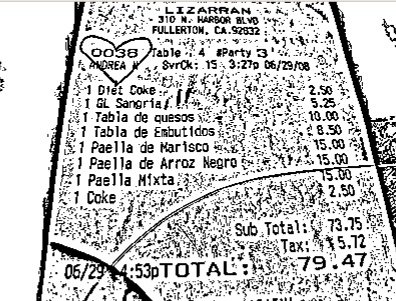 LIZARRAN
310 N. HARBOR BLVD
FULLERTON, CA. 92832
0038 Table 4 #Party 3
ANDREA M SvrCk: 15 3:27p 06/29/08
1 Diet Coke 2.50
1 GL Sangria 5.25
1 Tabla de quesos 10.00
1 Tabla de Embutidos 8.50
1 Paella de Marisco 15.00
1 Paella de Arroz Negro 15.00
1 Paella Mixta 15.00
1 Coke 2.50
Sub Total: 73.75
Tax: 5.72
06/29 4:53p TOTAL: 79.47